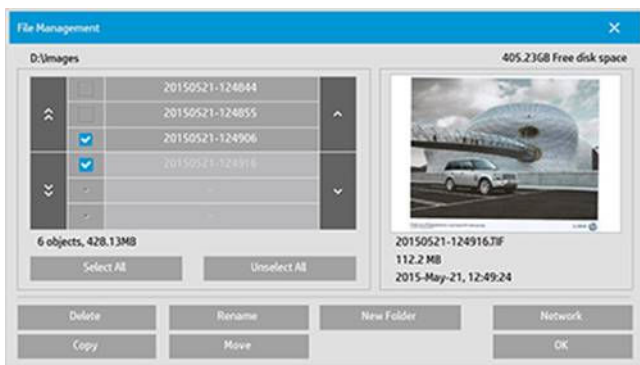 File Management
D:\Images
405.23GB Free disk space
20150521-124844
20150521-124855
20150521-124906
20150521-124916
6 objects, 428.13MB
Select All
Unselect All
20150521-124916.TIF
112.2 MB
2015-May-21, 12:49:24
Delete
Rename
New Folder
Network
Copy
Move
OK